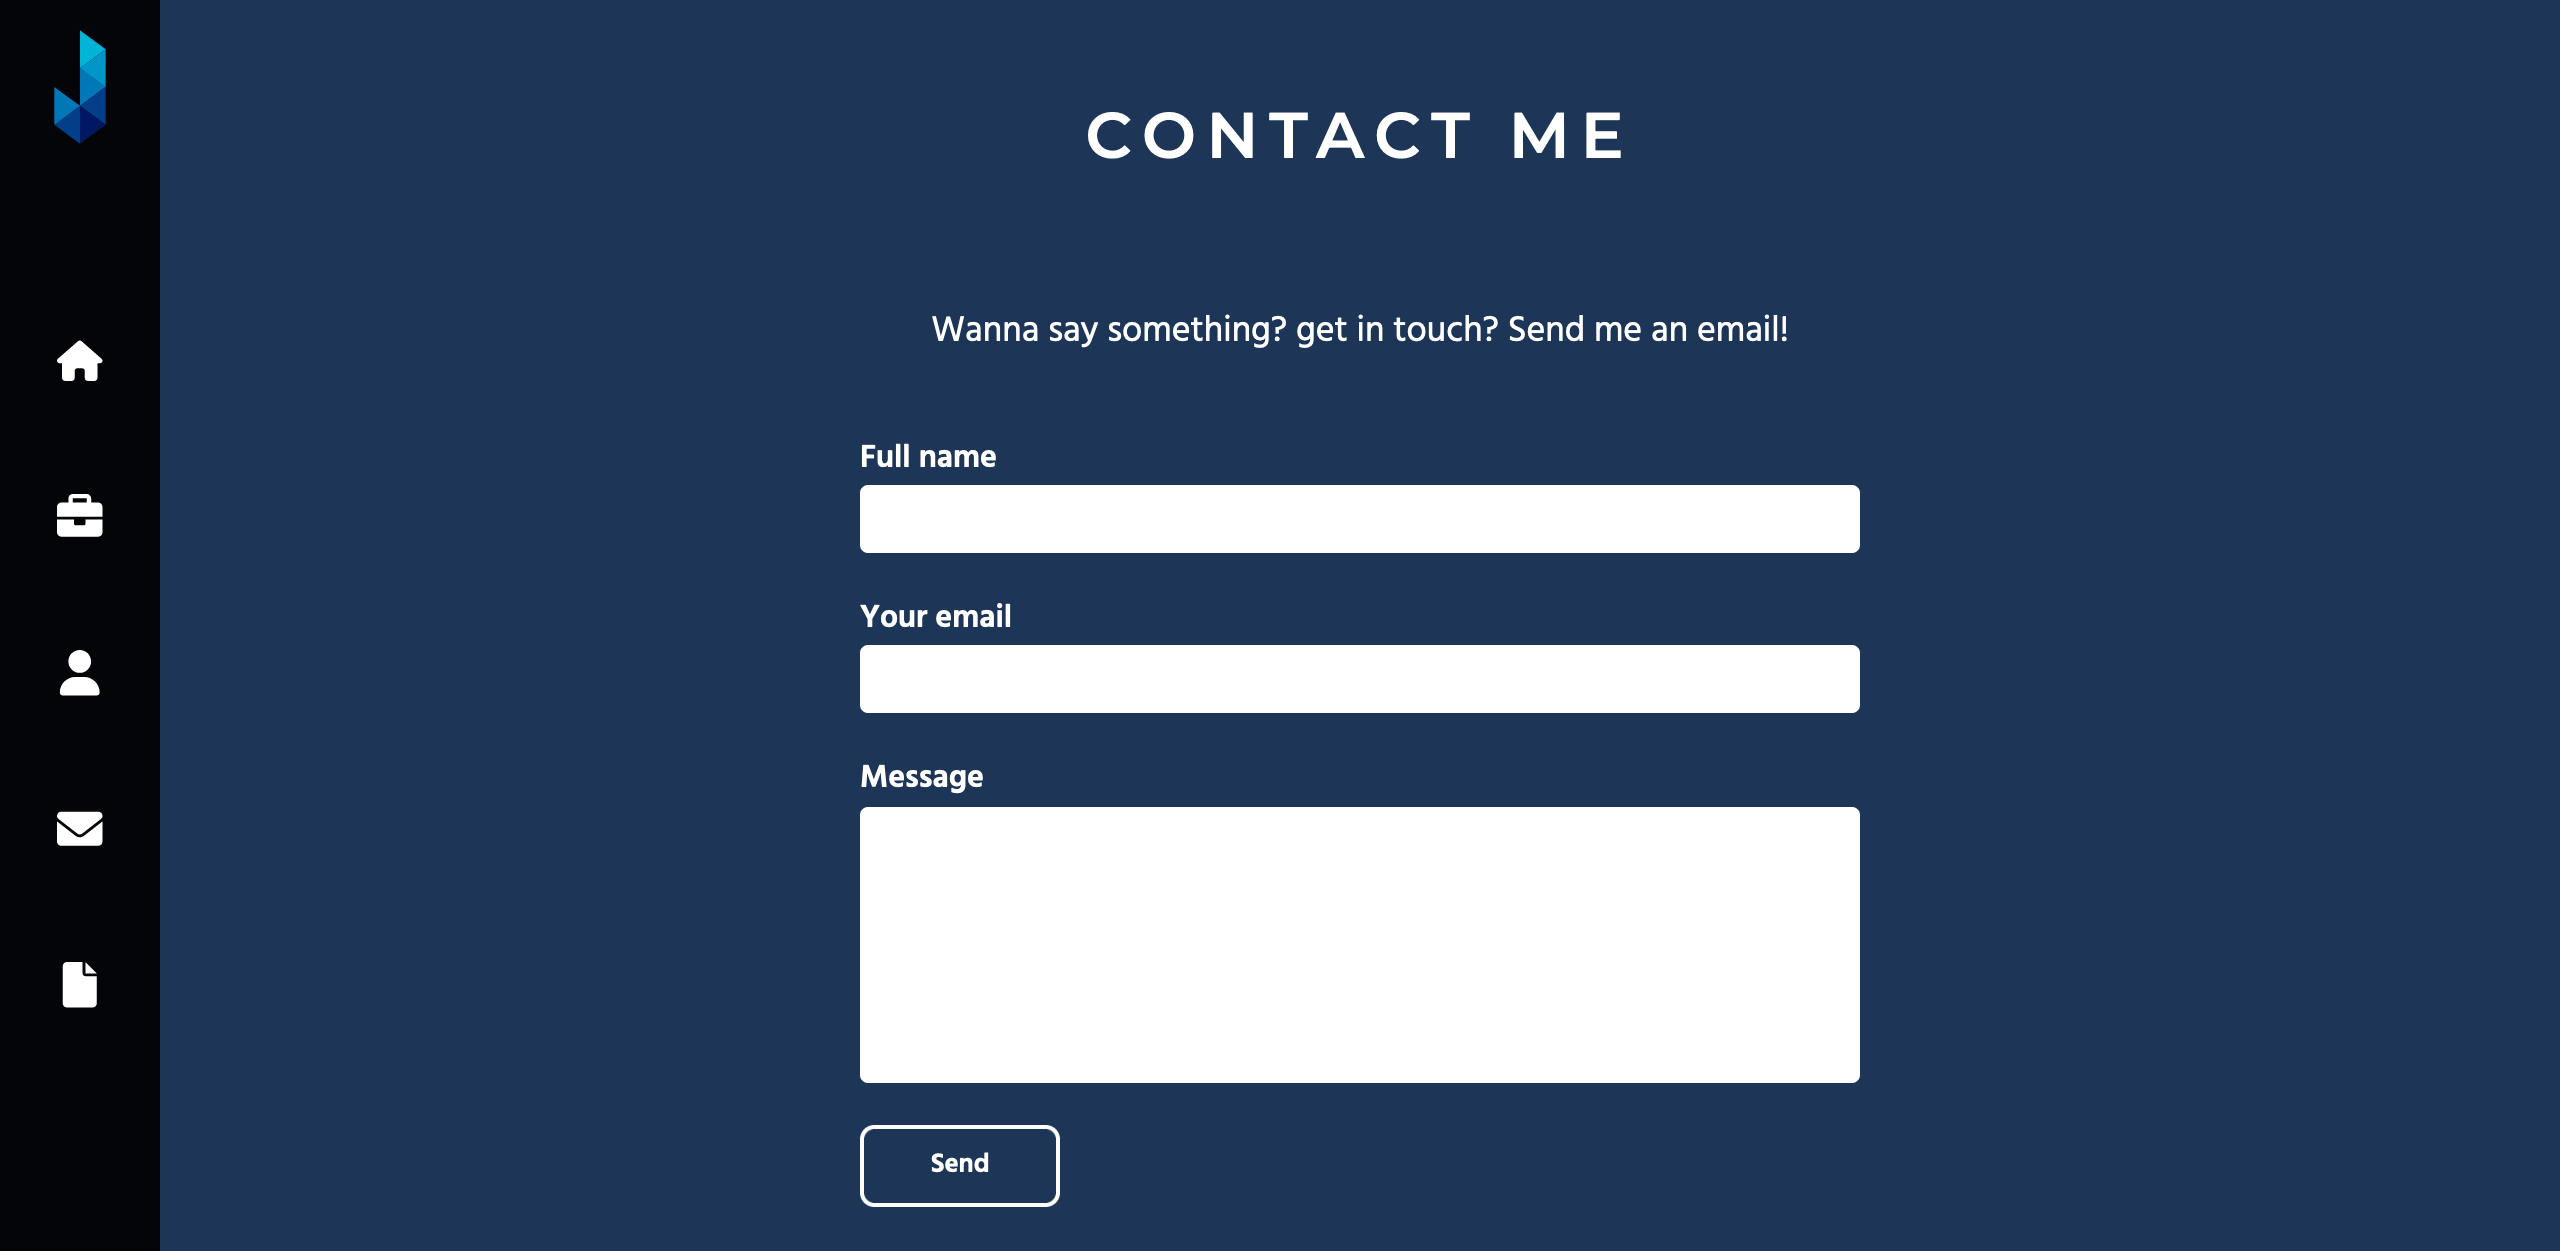 CONTACT ME
Wanna say something? get in touch? Send me an email!
Full name
Your email
Message
Send